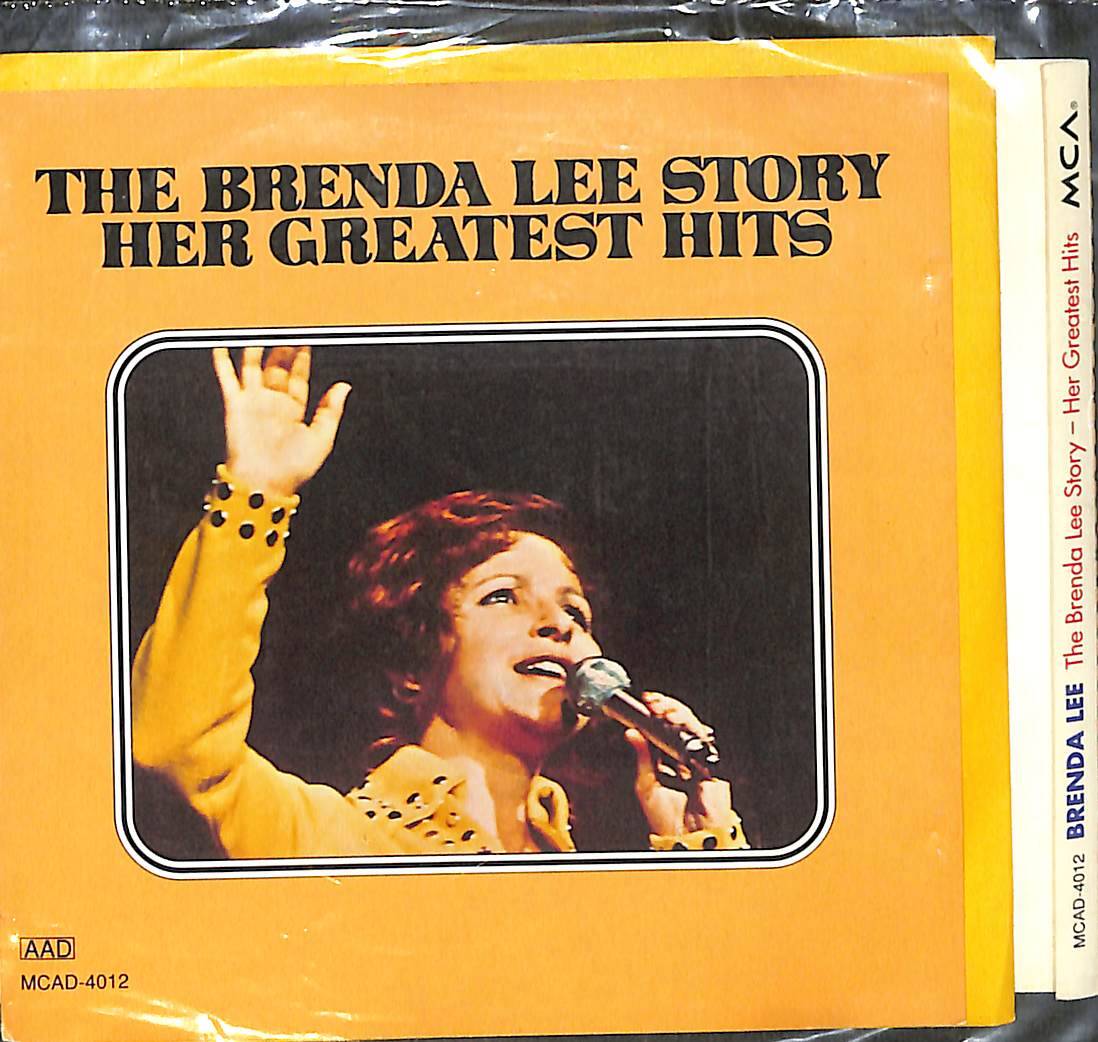 THE BRENDA LEE STORY
HER GREATEST HITS
AAD
MCAD-4012
MCAD-4012 BRENDA LEE The Brenda Lee Story – Her Greatest Hits MCA®